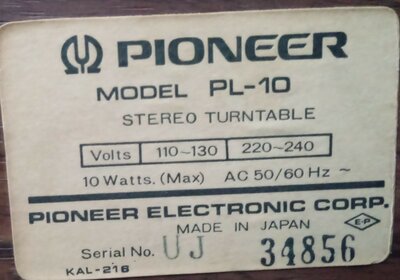 PIONEER
MODEL PL-10
STEREO TURNTABLE
Volts 110~130 220~240
10 Watts. (Max) AC 50/60 Hz ~
PIONEER ELECTRONIC CORP.
MADE IN JAPAN
E-P
Serial No. UJ 34856
KAL-216